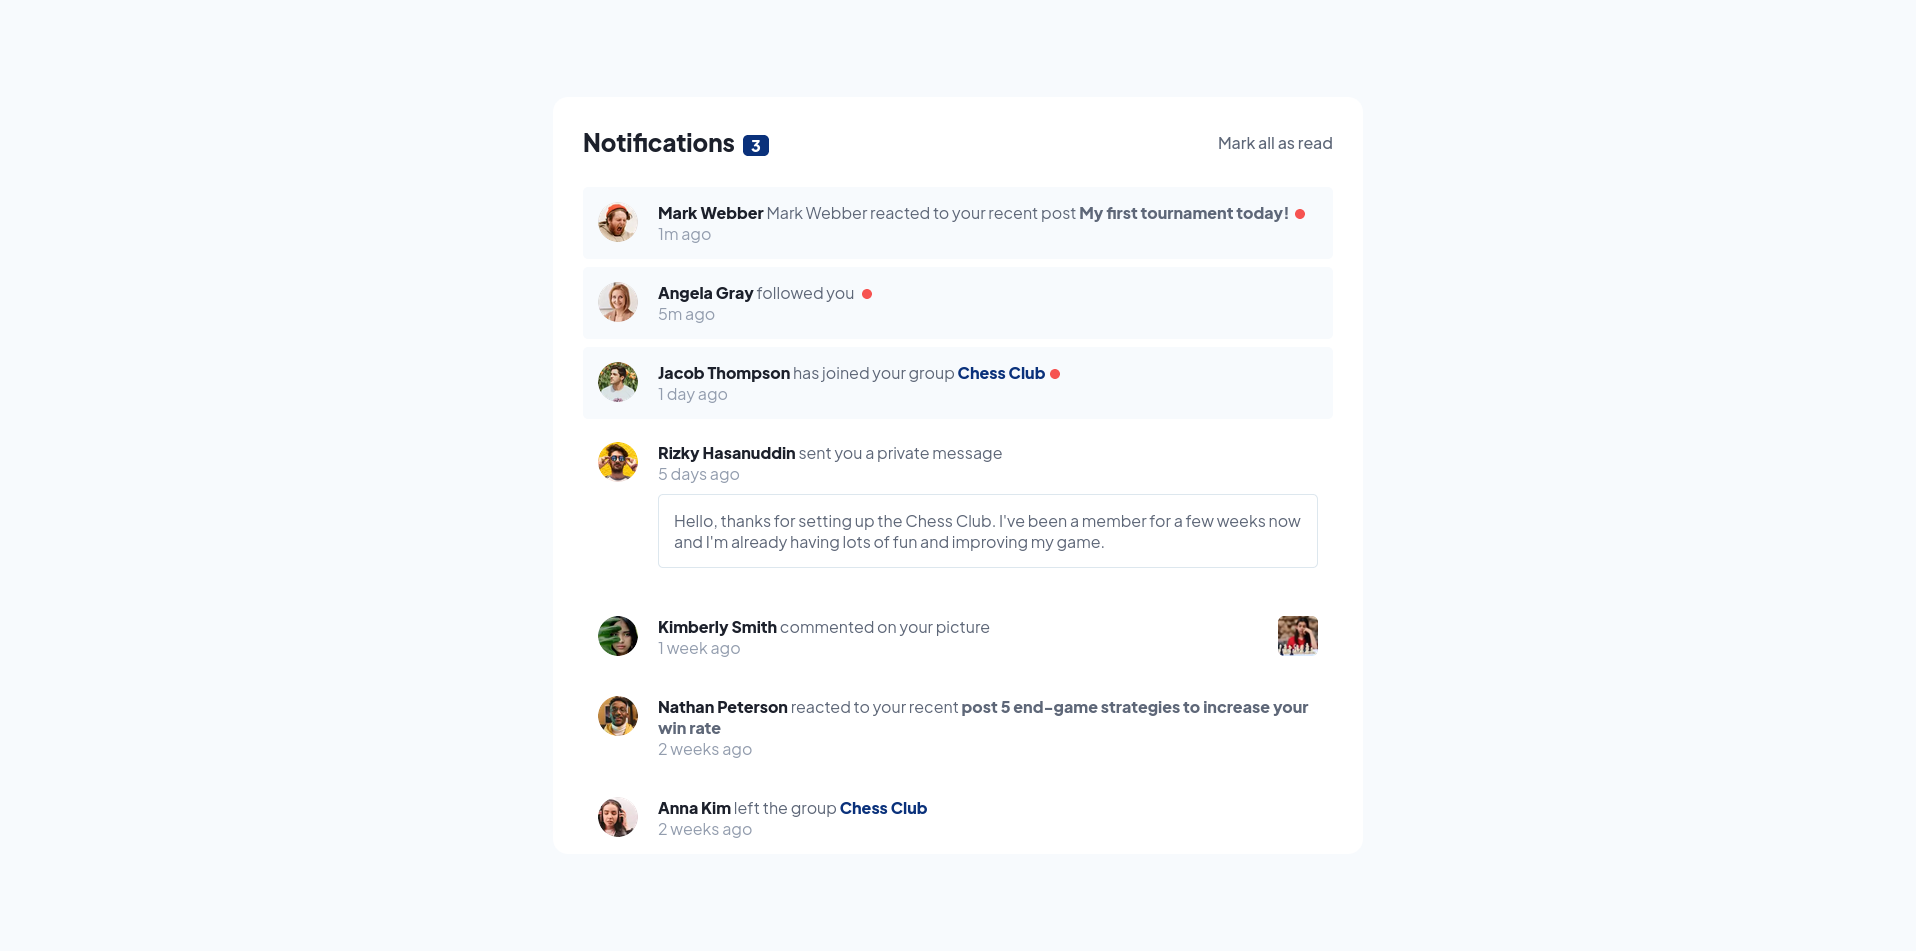 Notifications 3
Mark all as read
Mark Webber Mark Webber reacted to your recent post My first tournament today!
1m ago
Angela Gray followed you
5m ago
Jacob Thompson has joined your group Chess Club
1 day ago
Rizky Hasanuddin sent you a private message
5 days ago
Hello, thanks for setting up the Chess Club. I've been a member for a few weeks now
and I'm already having lots of fun and improving my game.
Kimberly Smith commented on your picture
1 week ago
Nathan Peterson reacted to your recent post 5 end-game strategies to increase your
win rate
2 weeks ago
Anna Kim left the group Chess Club
2 weeks ago